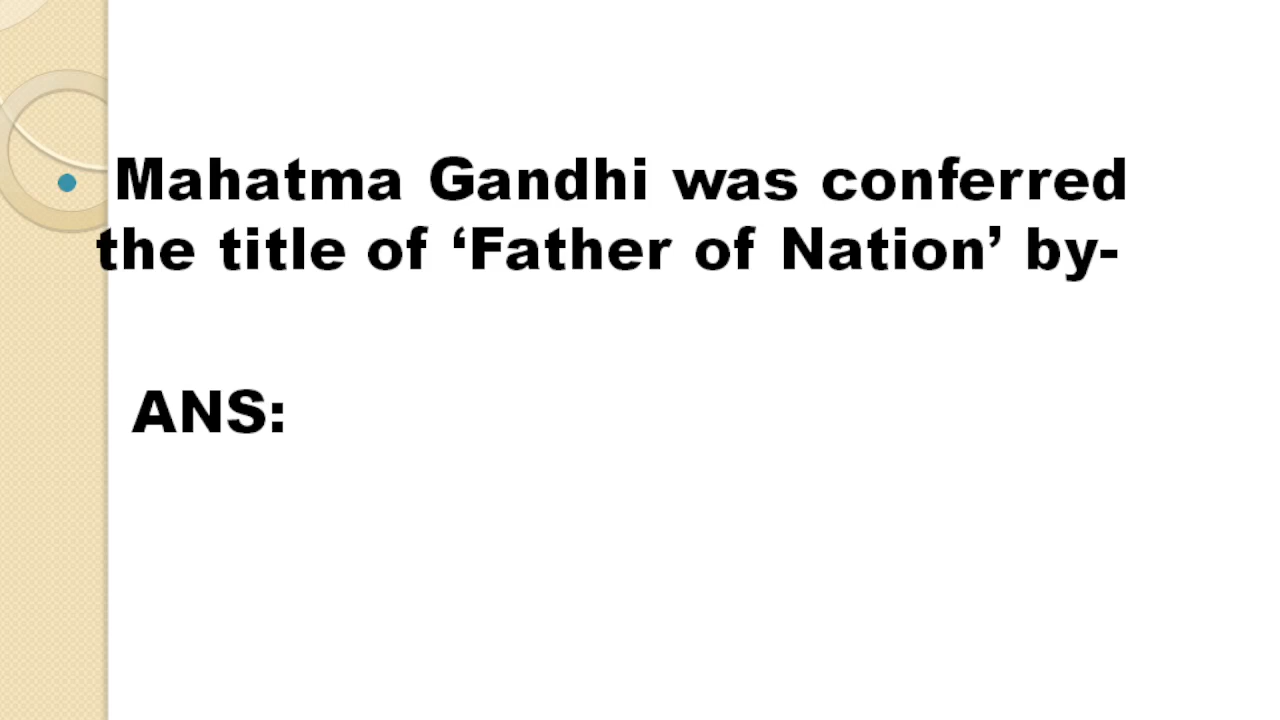 • Mahatma Gandhi was conferred
the title of ‘Father of Nation’ by-
ANS: